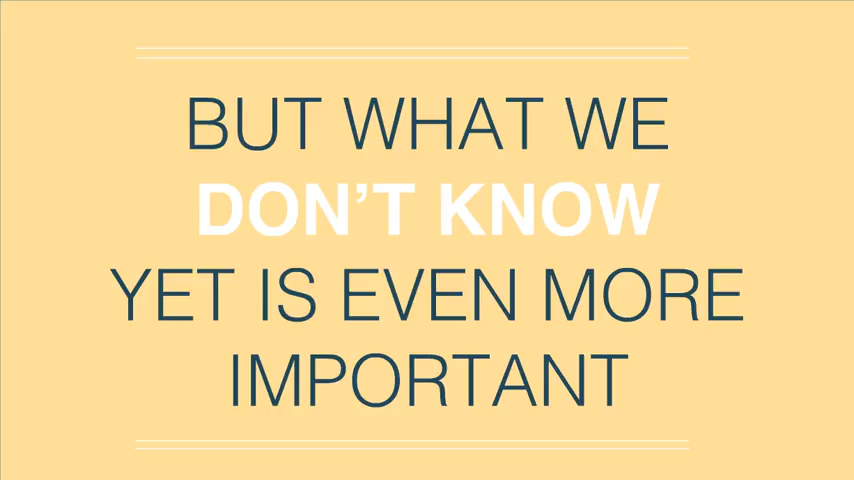 BUT WHAT WE
DON’T KNOW
YET IS EVEN MORE
IMPORTANT